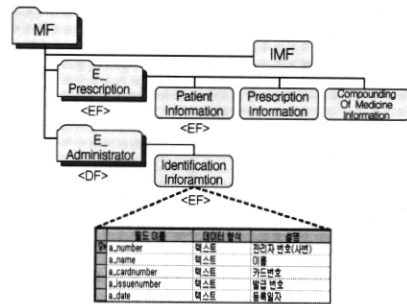 MF
IMF
E_
Prescription
<EF>
Patient
Information
<EF>
Prescription
Information
Compounding
Of Medicine
Information
E_
Administrator
<DF>
Identification
Inforamtion
<EF>
필드 이름 데이터 형식 설명
a_number 텍스트 관리자 번호(사번)
a_name 텍스트 이름
a_cardnumber 텍스트 카드번호
a_issuenumber 텍스트 발급 번호
a_date 텍스트 등록일자